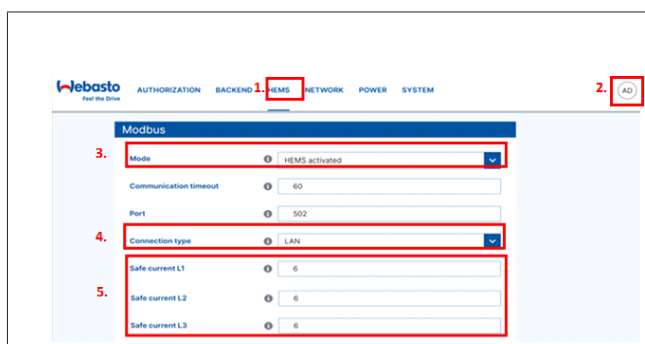 Webasto
Feel the Drive
AUTHORIZATION BACKEND 1. HEMS NETWORK POWER SYSTEM 2. AD
Modbus
3. Mode HEMS activated
Communication timeout 60
Port 502
4. Connection type LAN
Safe current L1 6
5. Safe current L2 6
Safe current L3 6